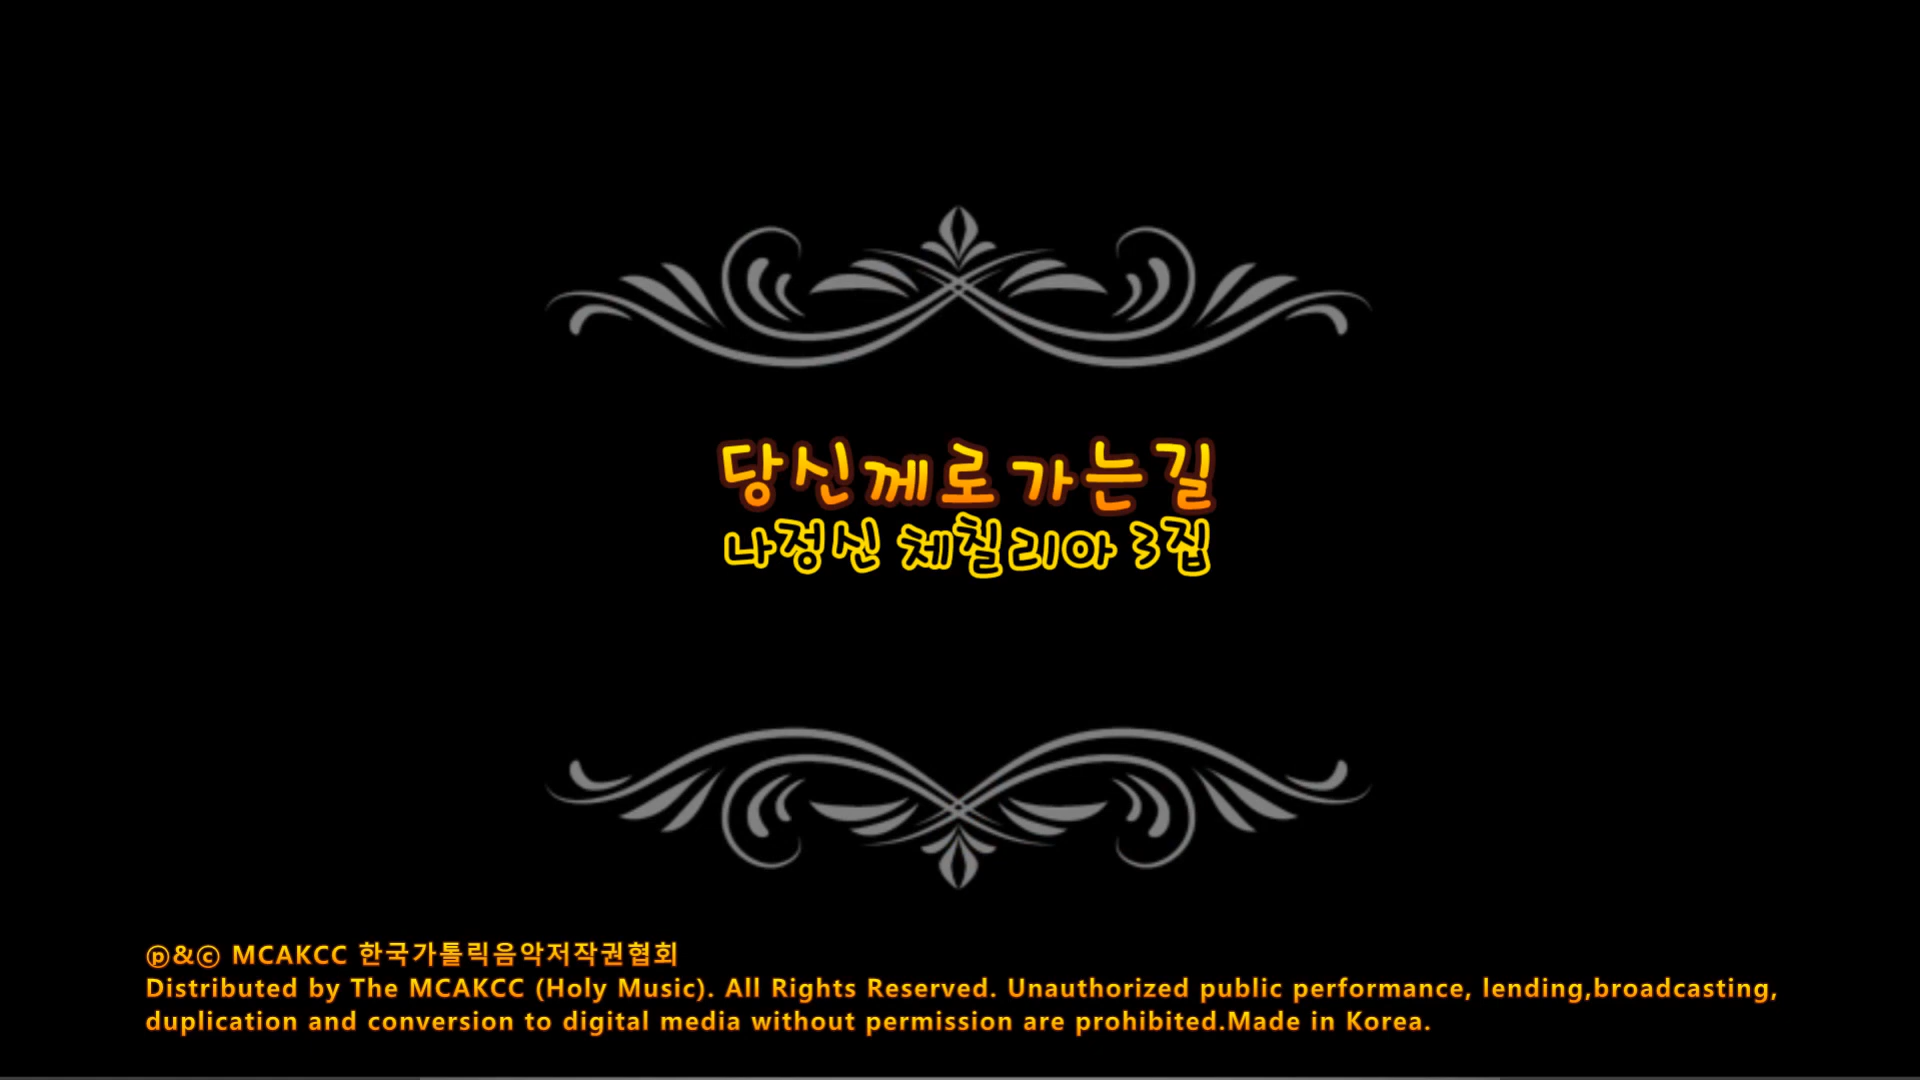 당신께로 가는길
나정신 체칠리아 3집
ⓟ&ⓒ MCAKCC 한국가톨릭음악저작권협회
Distributed by The MCAKCC (Holy Music). All Rights Reserved. Unauthorized public performance, lending,broadcasting,
duplication and conversion to digital media without permission are prohibited.Made in Korea.